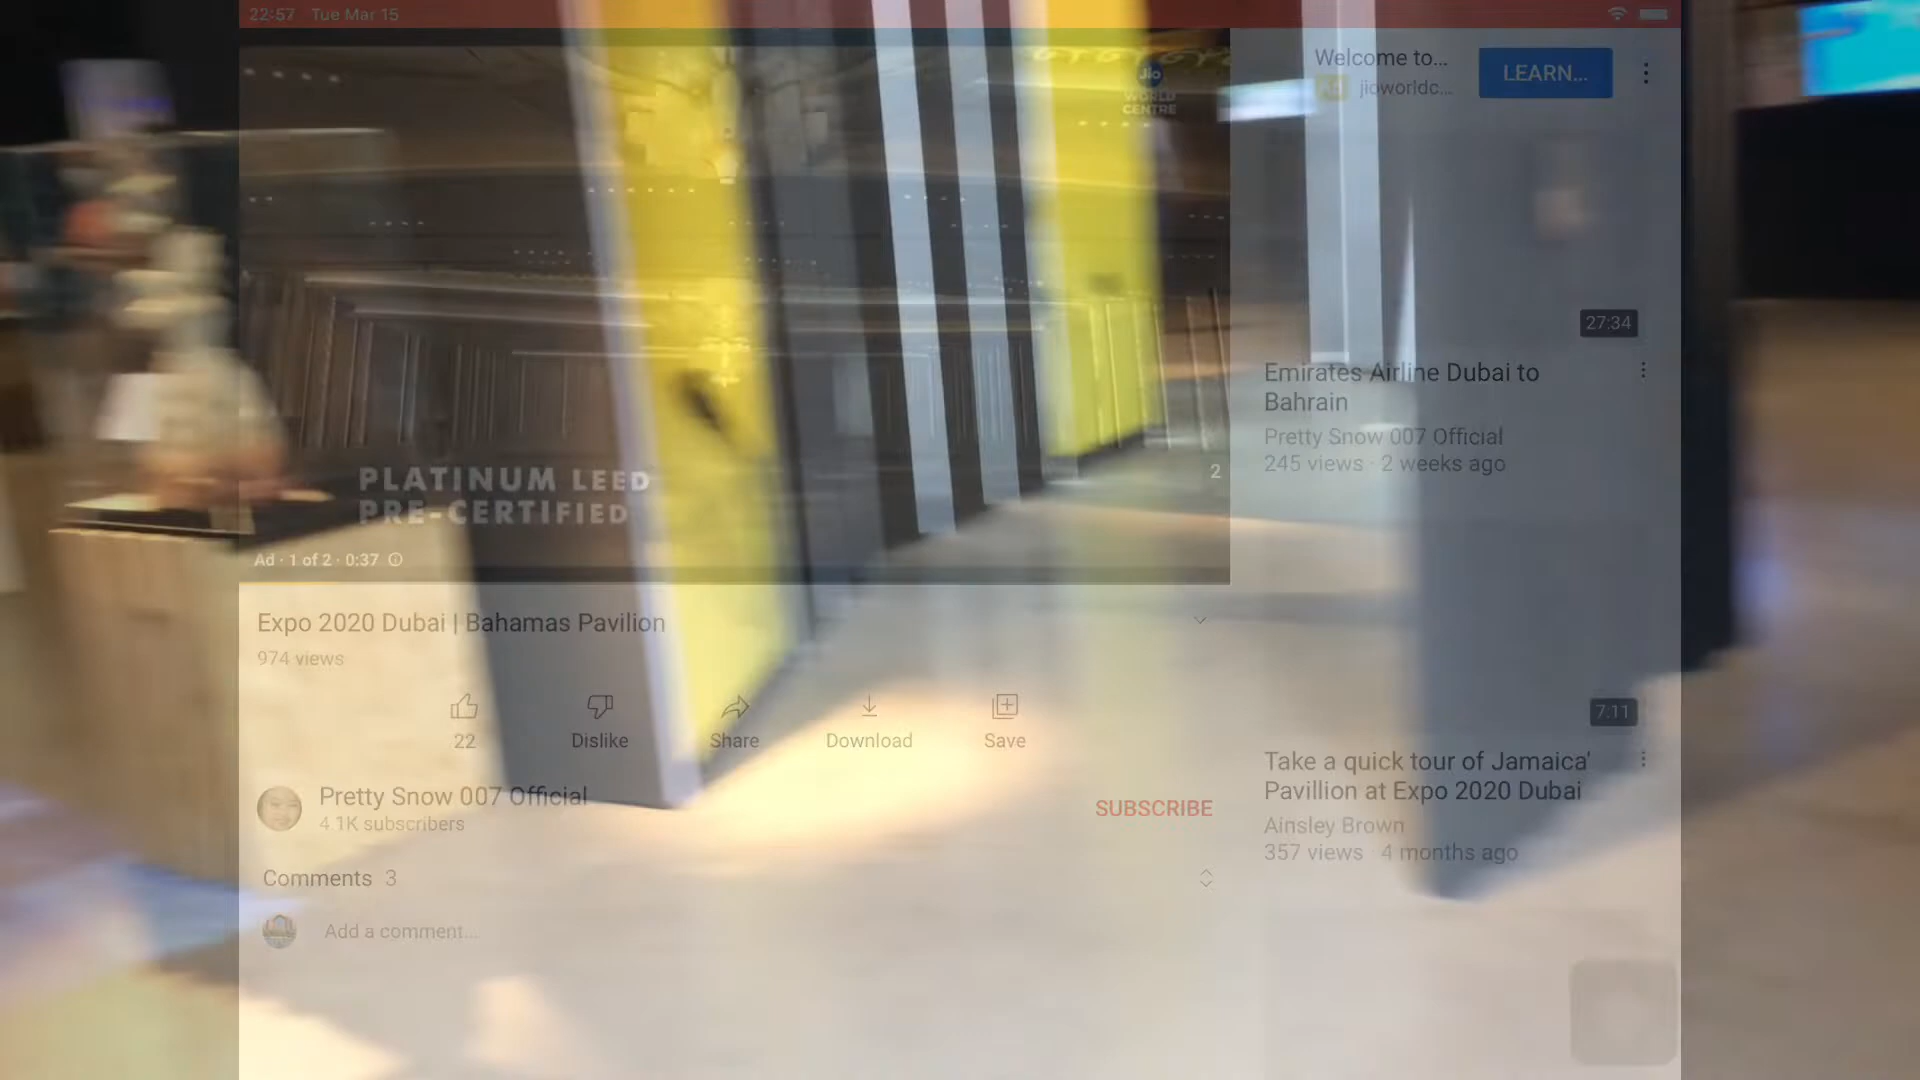 22:57 Tue Mar 15
Jio
WORLD
CENTRE
PLATINUM LEED
PRE-CERTIFIED
2
Ad · 1 of 2 · 0:37
Welcome to...
jioworldc...
LEARN...
Expo 2020 Dubai | Bahamas Pavilion
974 views
22
Dislike
Share
Download
Save
Pretty Snow 007 Official
4.1K subscribers
SUBSCRIBE
Comments 3
Add a comment...
27:34
Emirates Airline Dubai to
Bahrain
Pretty Snow 007 Official
245 views · 2 weeks ago
7:11
Take a quick tour of Jamaica'
Pavillion at Expo 2020 Dubai
Ainsley Brown
357 views · 4 months ago